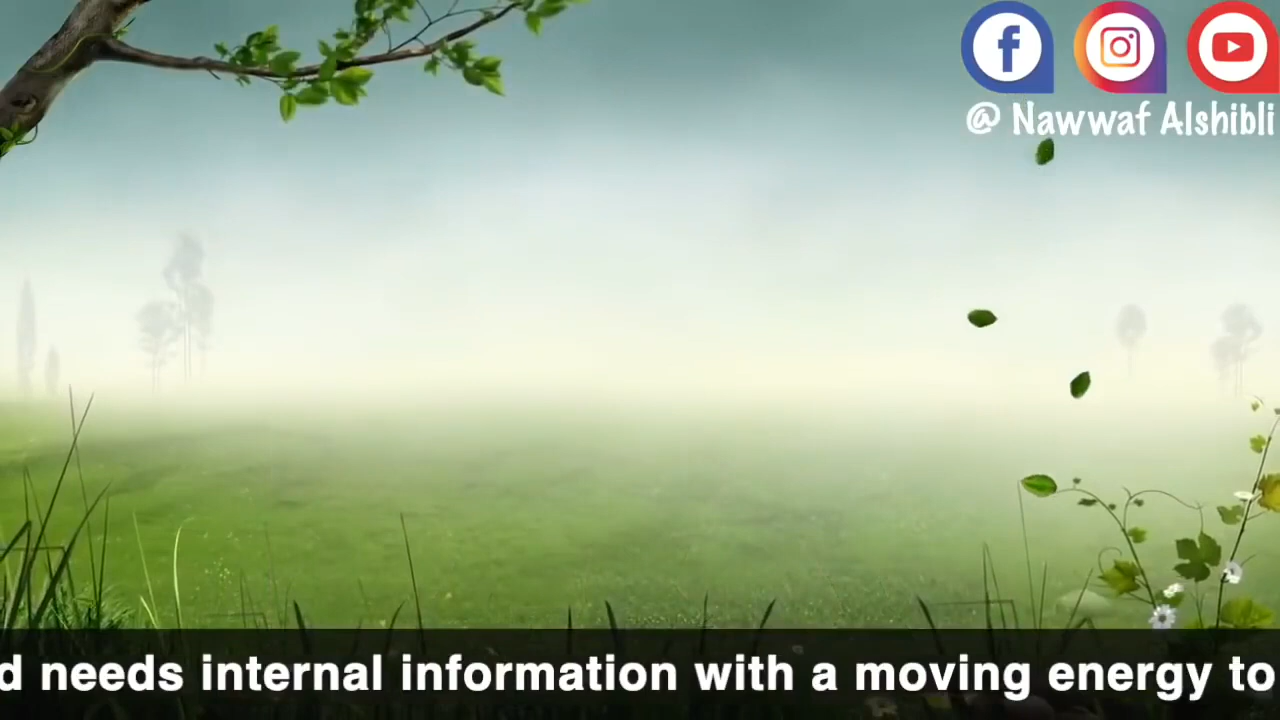 @ Nawwaf Alshibli
d needs internal information with a moving energy to